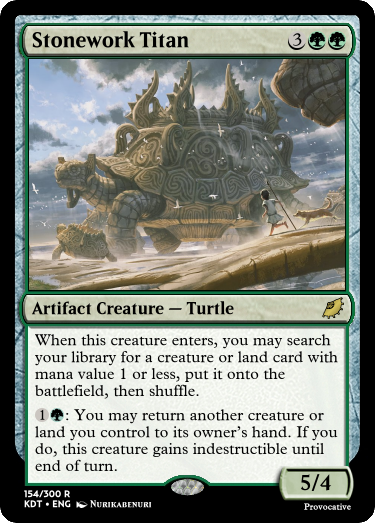 Stonework Titan 3
Artifact Creature — Turtle
When this creature enters, you may search
your library for a creature or land card with
mana value 1 or less, put it onto the
battlefield, then shuffle.
1: You may return another creature or
land you control to its owner's hand. If you
do, this creature gains indestructible until
end of turn.
5/4
154/300 R
KDT • ENG Nurikabenuri
Provocative